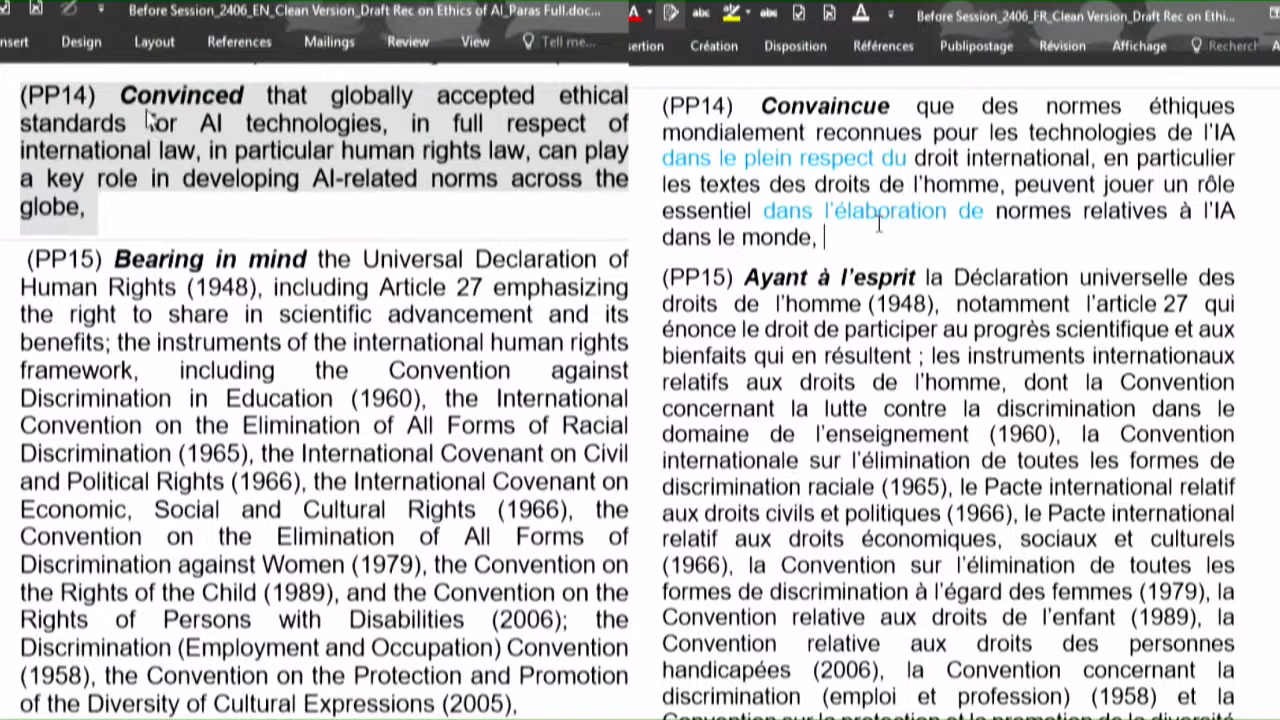 Before Session_2406_EN_Clean Version_Draft Rec on Ethics of AI_Paras Full.doc...
nsert Design Layout References Mailings Review View Tell me...
(PP14) Convinced that globally accepted ethical
standards for AI technologies, in full respect of
international law, in particular human rights law, can play
a key role in developing AI-related norms across the
globe,
(PP15) Bearing in mind the Universal Declaration of
Human Rights (1948), including Article 27 emphasizing
the right to share in scientific advancement and its
benefits; the instruments of the international human rights
framework, including the Convention against
Discrimination in Education (1960), the International
Convention on the Elimination of All Forms of Racial
Discrimination (1965), the International Covenant on Civil
and Political Rights (1966), the International Covenant on
Economic, Social and Cultural Rights (1966), the
Convention on the Elimination of All Forms of
Discrimination against Women (1979), the Convention on
the Rights of the Child (1989), and the Convention on the
Rights of Persons with Disabilities (2006); the
Discrimination (Employment and Occupation) Convention
(1958), the Convention on the Protection and Promotion
of the Diversity of Cultural Expressions (2005),
Before Session_2406_FR_Clean Version_Draft Rec on Ethi...
ertion Création Disposition Références Publipostage Révision Affichage Recherc
(PP14) Convaincue que des normes éthiques
mondialement reconnues pour les technologies de l'IA
dans le plein respect du droit international, en particulier
les textes des droits de l'homme, peuvent jouer un rôle
essentiel dans l'élaboration de normes relatives à l'IA
dans le monde,
(PP15) Ayant à l'esprit la Déclaration universelle des
droits de l'homme (1948), notamment l'article 27 qui
énonce le droit de participer au progrès scientifique et aux
bienfaits qui en résultent ; les instruments internationaux
relatifs aux droits de l'homme, dont la Convention
concernant la lutte contre la discrimination dans le
domaine de l'enseignement (1960), la Convention
internationale sur l'élimination de toutes les formes de
discrimination raciale (1965), le Pacte international relatif
aux droits civils et politiques (1966), le Pacte international
relatif aux droits économiques, sociaux et culturels
(1966), la Convention sur l'élimination de toutes les
formes de discrimination à l'égard des femmes (1979), la
Convention relative aux droits de l'enfant (1989), la
Convention relative aux droits des personnes
handicapées (2006), la Convention concernant la
discrimination (emploi et profession) (1958) et la